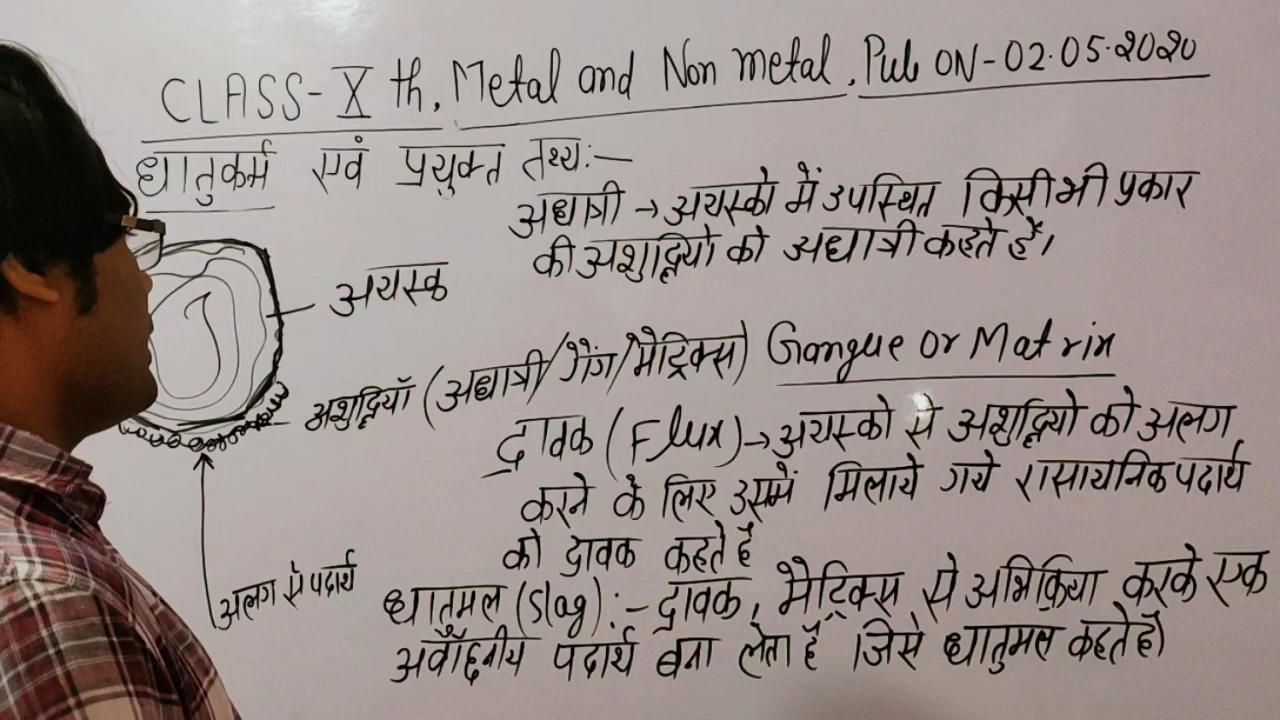 CLASS-X th, Metal and Non metal, Pub ON-02.05.2020
धातुकर्म एवं प्रयुक्त तथ्य:—
अधात्री → अयस्को में उपस्थित किसी भी प्रकार
की अशुद्धियो को अधात्री कहते हैं।
अयस्क
अशुद्धियाँ (अधात्री/गैंग/मैट्रिक्स) Gangue or Matrix
द्रावक (Flux) → अयस्को से अशुद्धियो को अलग
करने के लिए उसमें मिलाये गये रासायनिक पदार्थ
को द्रावक कहते है
अलग से पदार्थ
धातुमल (Slag):- द्रावक, मैट्रिक्स से अभिक्रिया करके एक
अवाँछनीय पदार्थ बना लेता हैं जिसे धातुमल कहते हैं।